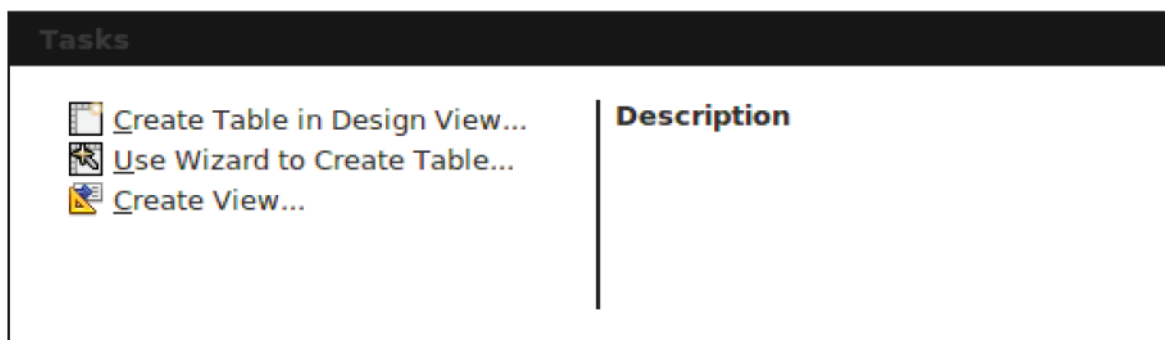 Tasks
Create Table in Design View...
Use Wizard to Create Table...
Create View...
Description